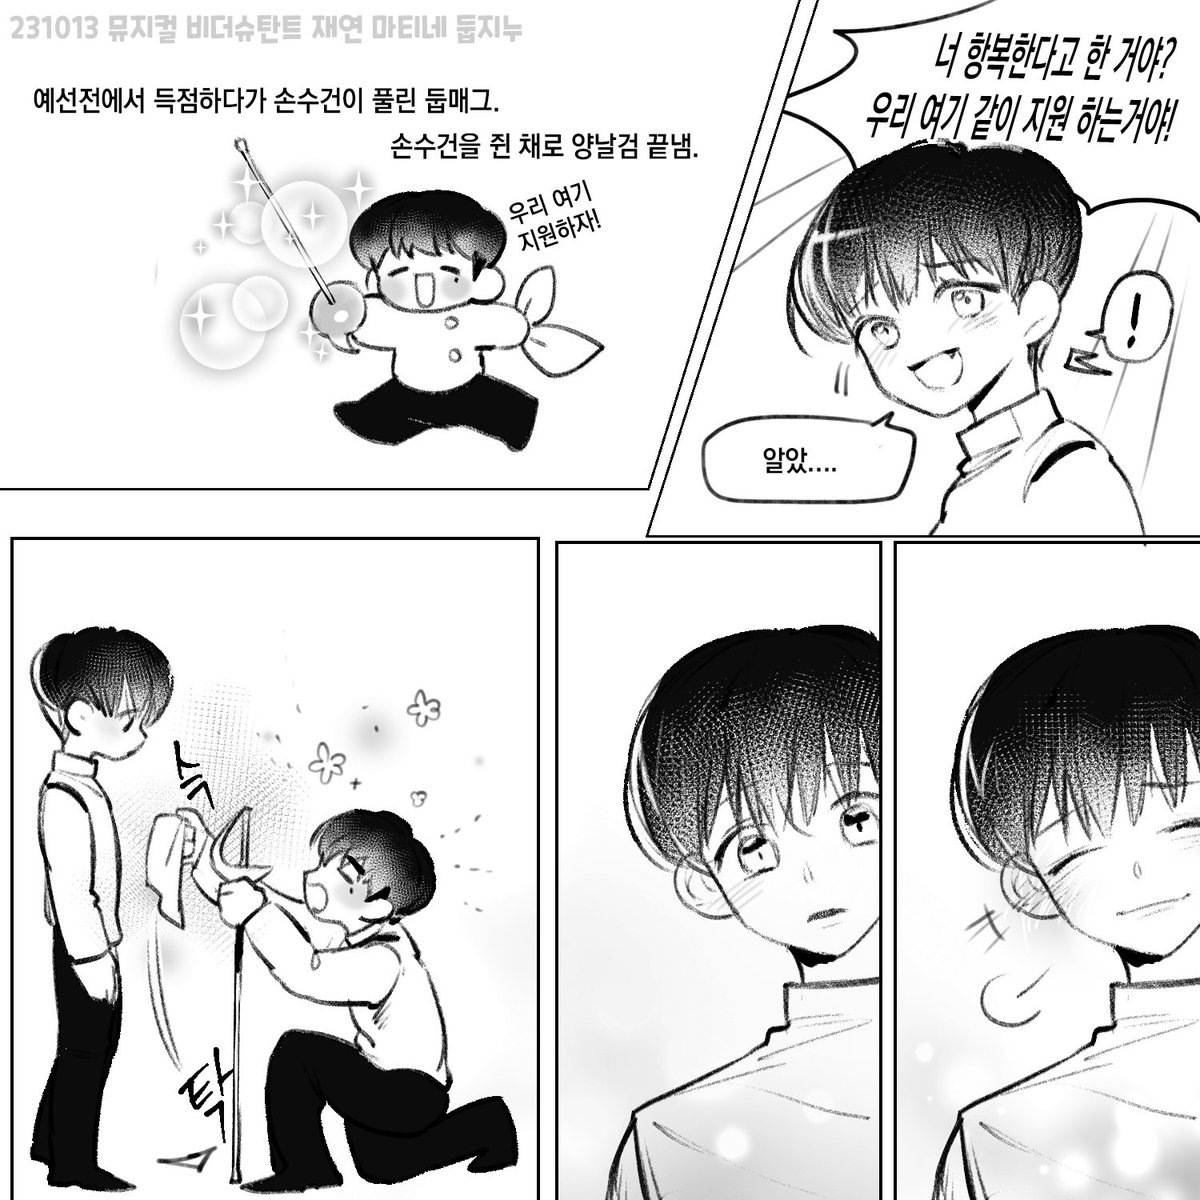 231013 뮤지컬 비더슈탄트 재연 마티네 둡지누
예선전에서 득점하다가 손수건이 풀린 둡매그.
손수건을 쥔 채로 양날검 끝냄.
우리 여기
지원하자!
너 항복한다고 한 거야?
우리 여기 같이 지원 하는거야!
!
알았....
슥
탁